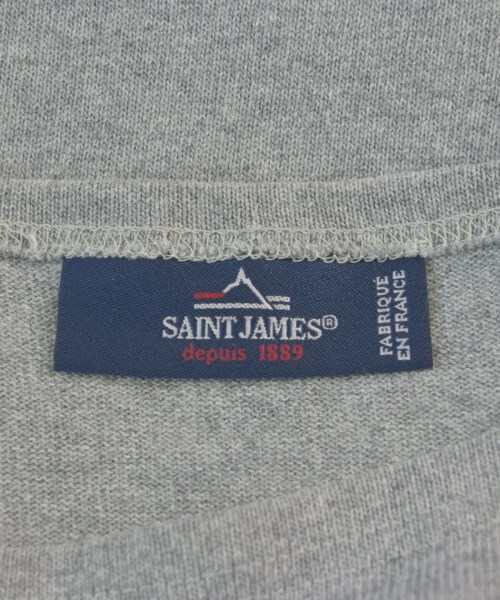 SAINT JAMES®
depuis 1889
FABRIQUÉ
EN FRANCE